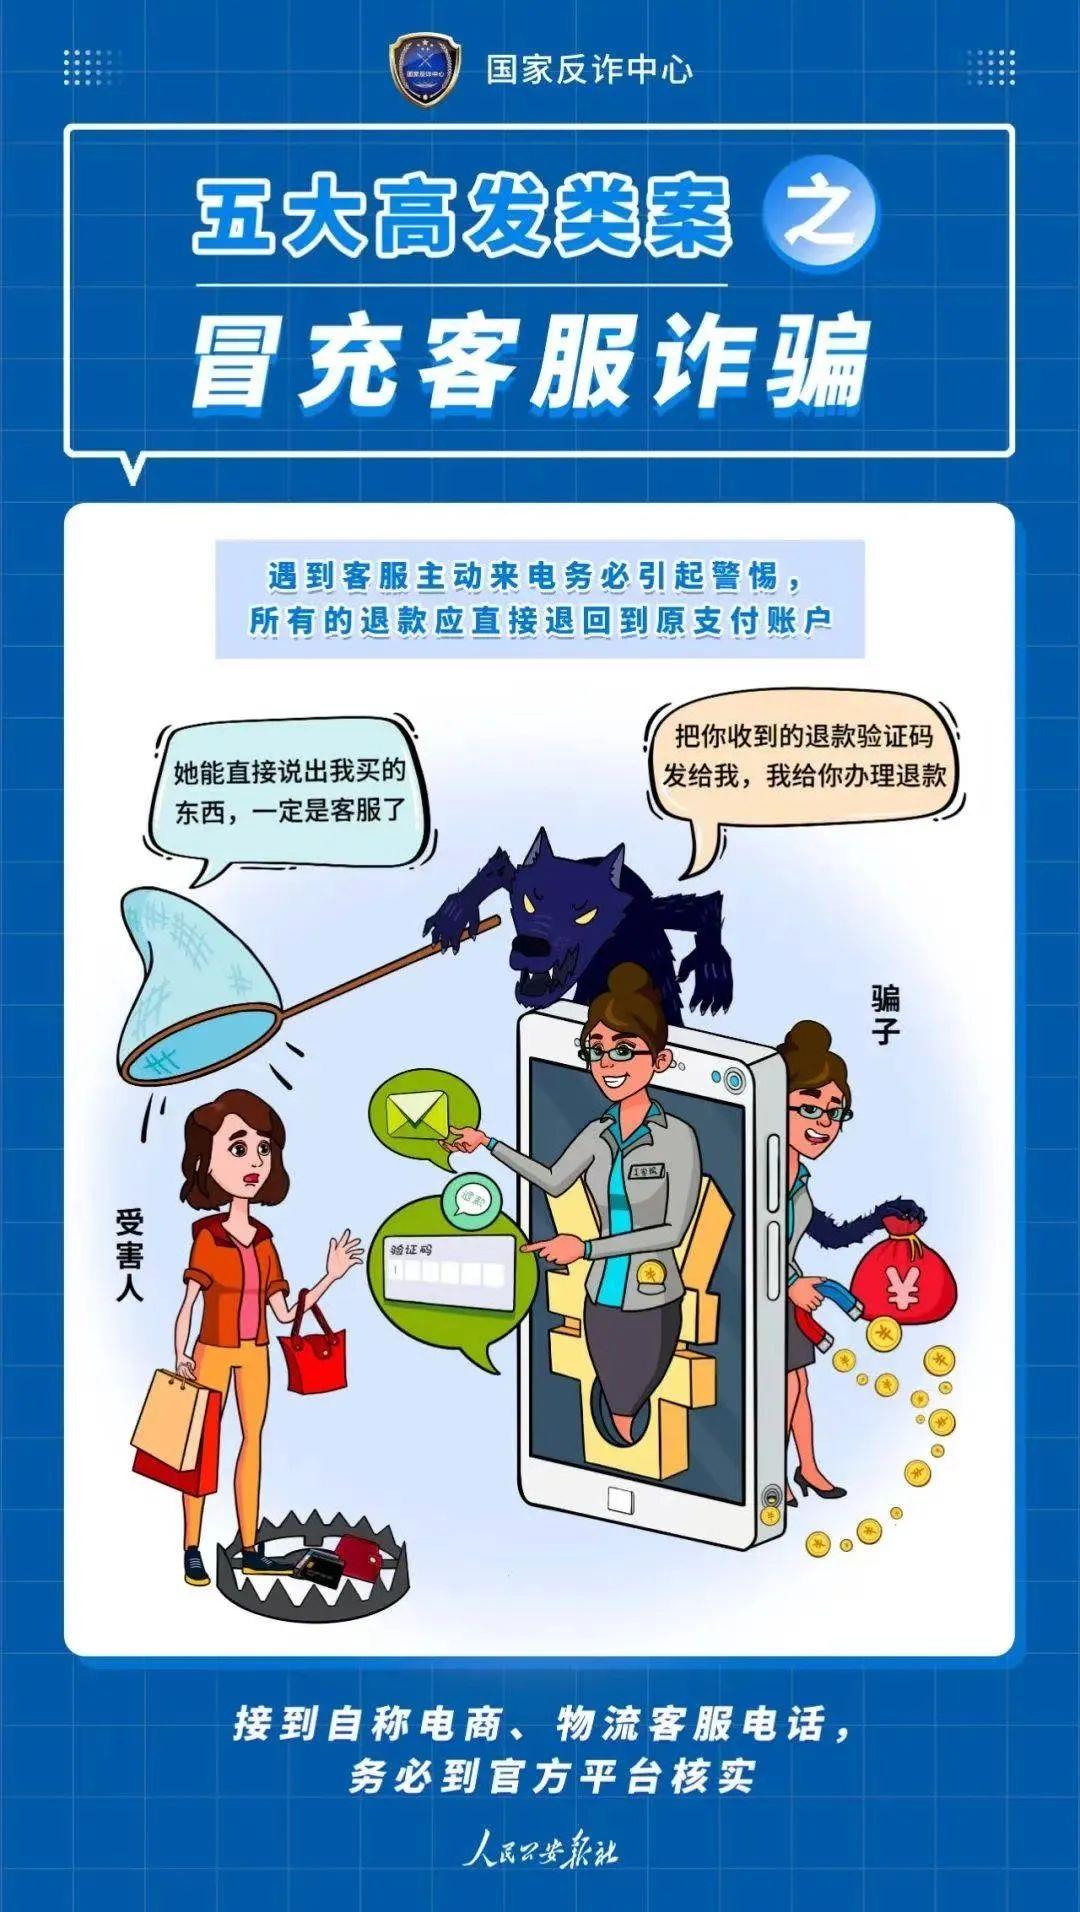 国家反诈中心
国家反诈中心
五大高发类案之
冒充客服诈骗
遇到客服主动来电务必引起警惕，
所有的退款应直接退回到原支付账户
她能直接说出我买的
东西，一定是客服了
把你收到的退款验证码
发给我，我给你办理退款
骗子
受害人
退款
验证码
¥
接到自称电商、物流客服电话，
务必到官方平台核实
人民公安报社